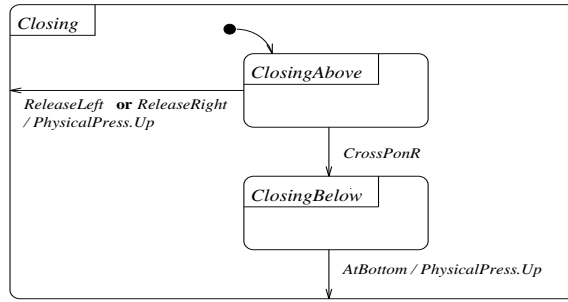 Closing
ClosingAbove
ReleaseLeft or ReleaseRight
/ PhysicalPress.Up
CrossPonR
ClosingBelow
AtBottom / PhysicalPress.Up